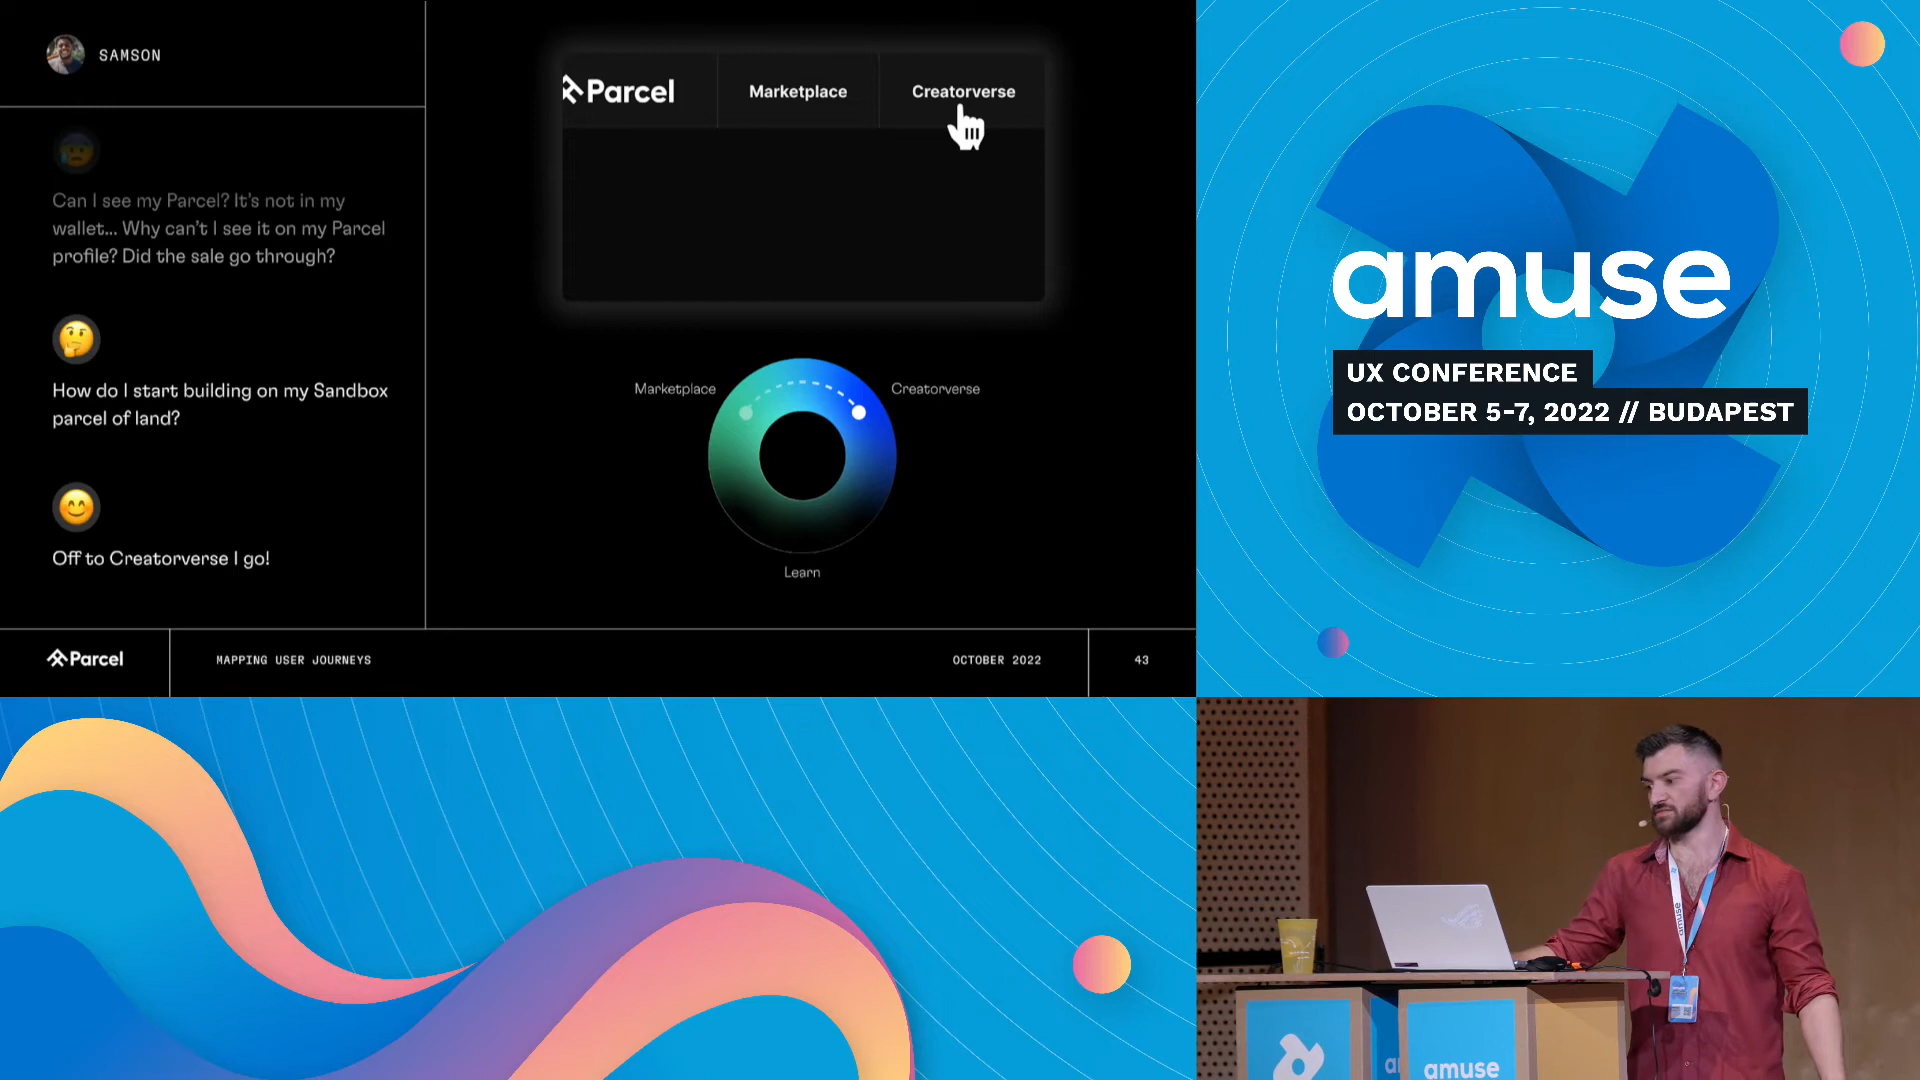 SAMSON
Can I see my Parcel? It's not in my
wallet... Why can't I see it on my Parcel
profile? Did the sale go through?
How do I start building on my Sandbox
parcel of land?
Off to Creatorverse I go!
Parcel
Marketplace
Creatorverse
Marketplace
Creatorverse
Learn
Parcel
MAPPING USER JOURNEYS
OCTOBER 2022
43
amuse
UX CONFERENCE
OCTOBER 5-7, 2022 // BUDAPEST
amuse
amuse